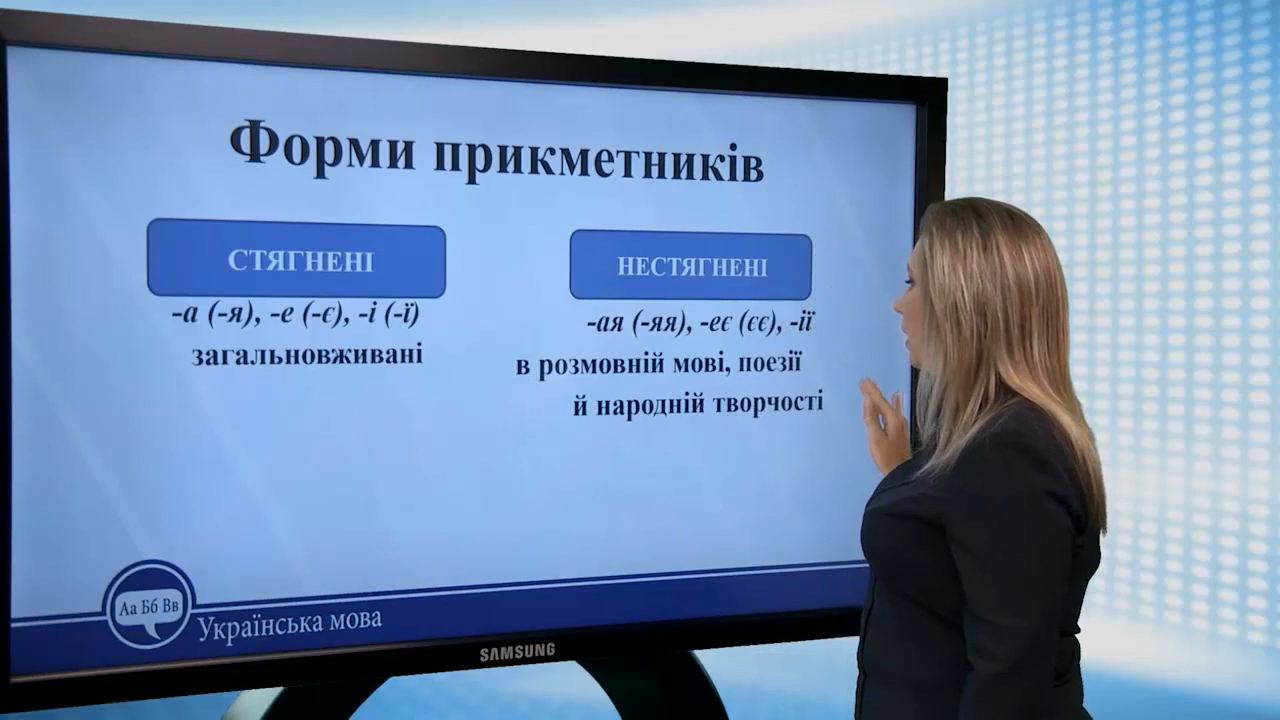 Форми прикметників
СТЯГНЕНІ
-а (-я), -е (-є), -і (-ї)
загальновживані
НЕСТЯГНЕНІ
-ая (-яя), -еє (єє), -ії
в розмовній мові, поезії
й народній творчості
Аа Бб Вв
Українська мова
SAMSUNG